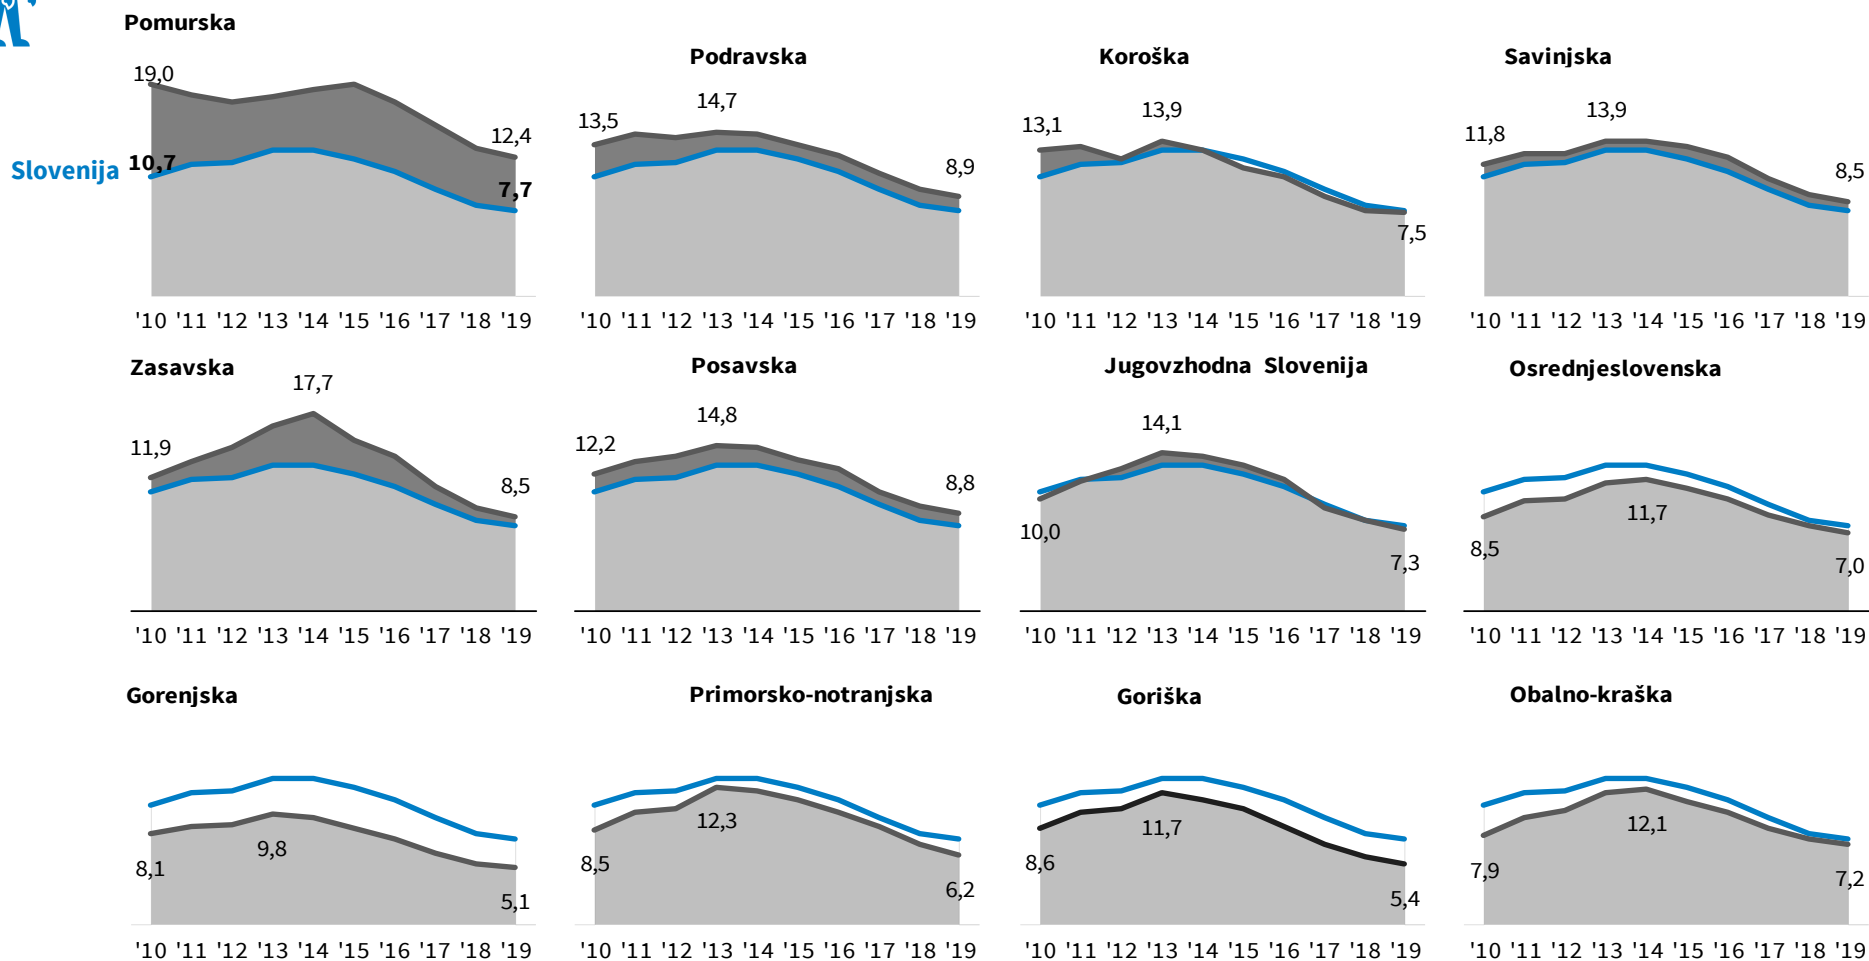 Pomurska
19,0
12,4
Slovenija
10,7
7,7
'10 '11 '12 '13 '14 '15 '16 '17 '18 '19
Podravska
13,5
14,7
8,9
'10 '11 '12 '13 '14 '15 '16 '17 '18 '19
Koroška
13,1
13,9
7,5
'10 '11 '12 '13 '14 '15 '16 '17 '18 '19
Savinjska
11,8
13,9
8,5
'10 '11 '12 '13 '14 '15 '16 '17 '18 '19
Zasavska
11,9
17,7
8,5
'10 '11 '12 '13 '14 '15 '16 '17 '18 '19
Posavska
12,2
14,8
8,8
'10 '11 '12 '13 '14 '15 '16 '17 '18 '19
Jugovzhodna Slovenija
10,0
14,1
7,3
'10 '11 '12 '13 '14 '15 '16 '17 '18 '19
Osrednjeslovenska
8,5
11,7
7,0
'10 '11 '12 '13 '14 '15 '16 '17 '18 '19
Gorenjska
8,1
9,8
5,1
'10 '11 '12 '13 '14 '15 '16 '17 '18 '19
Primorsko-notranjska
8,5
12,3
6,2
'10 '11 '12 '13 '14 '15 '16 '17 '18 '19
Goriška
8,6
11,7
5,4
'10 '11 '12 '13 '14 '15 '16 '17 '18 '19
Obalno-kraška
7,9
12,1
7,2
'10 '11 '12 '13 '14 '15 '16 '17 '18 '19